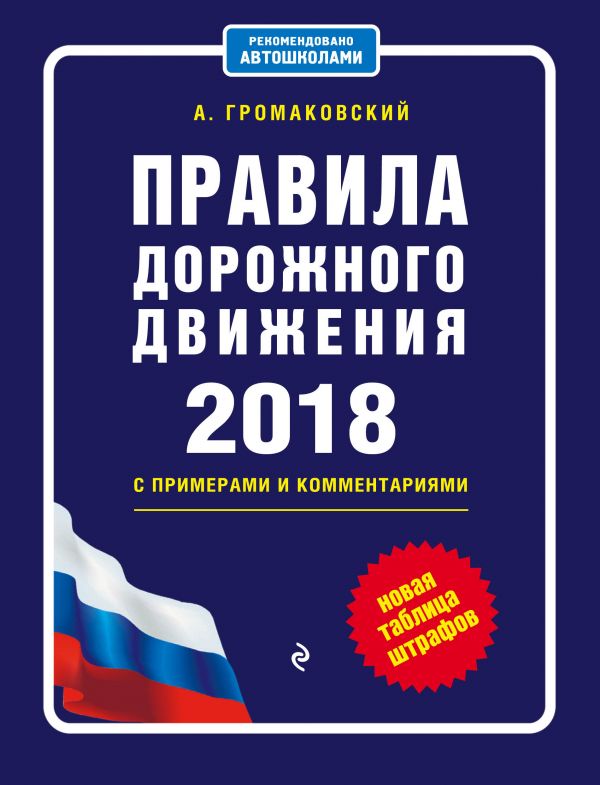 РЕКОМЕНДОВАНО
АВТОШКОЛАМИ
А. ГРОМАКОВСКИЙ
ПРАВИЛА
ДОРОЖНОГО
ДВИЖЕНИЯ
2018
С ПРИМЕРАМИ И КОММЕНТАРИЯМИ
новая
таблица
штрафов